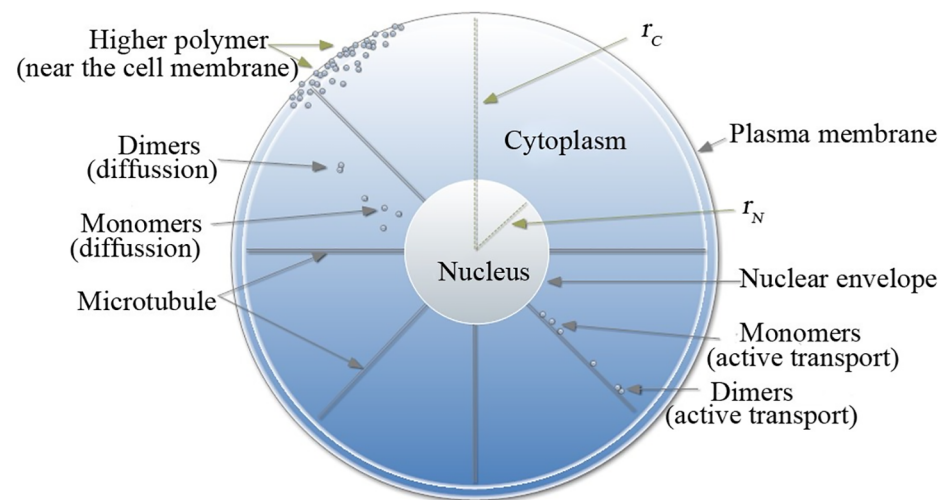 Higher polymer
(near the cell membrane)
Dimers
(diffussion)
Monomers
(diffussion)
Microtubule
r_C
Cytoplasm
Plasma membrane
r_N
Nucleus
Nuclear envelope
Monomers
(active transport)
Dimers
(active transport)